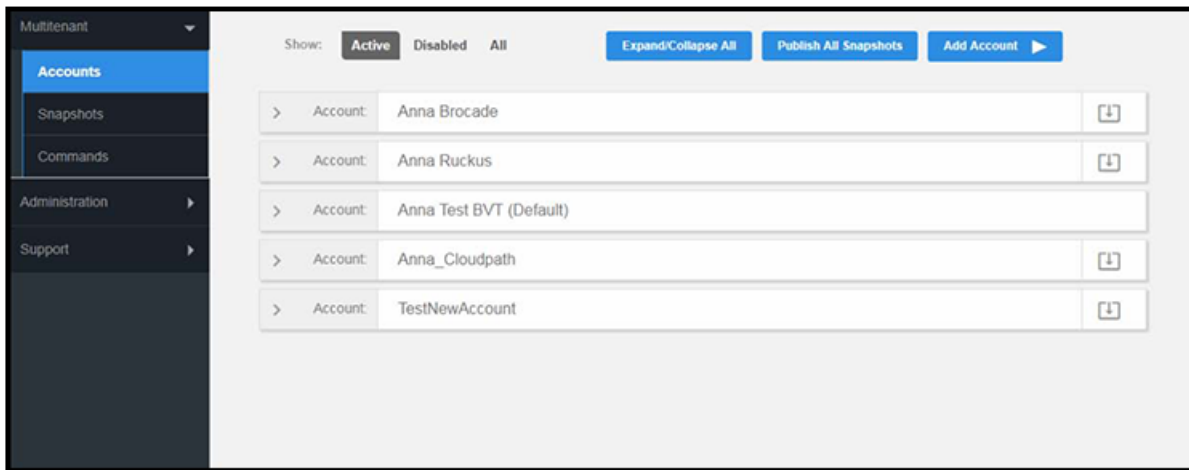 Multitenant
Accounts
Snapshots
Commands
Administration
Support
Show: Active Disabled All Expand/Collapse All Publish All Snapshots Add Account
Account: Anna Brocade
Account: Anna Ruckus
Account: Anna Test BVT (Default)
Account: Anna_Cloudpath
Account: TestNewAccount